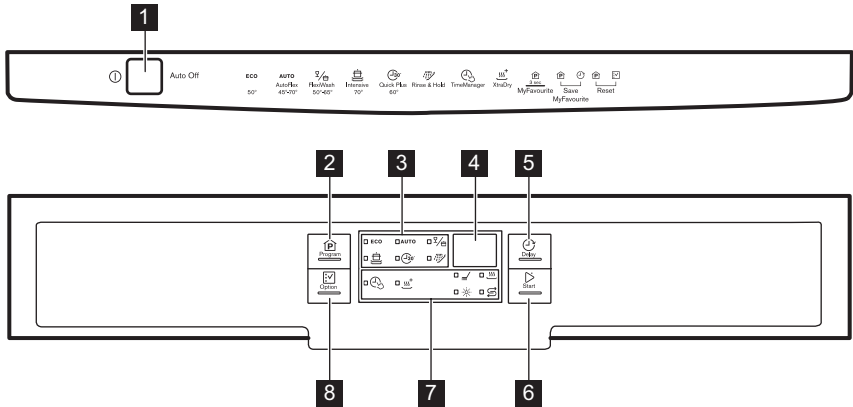 1
Auto Off
ECO AUTO
AutoFlex FlexiWash Intensive Quick Plus Rinse & Hold TimeManager XtraDry MyFavourite Save Reset
50° 45°-70° 50°-65° 70° 60° MyFavourite
30'
3 sec
2 3 4 5
P Program
ECO AUTO
30'
Delay
Option
Start
8 7 6